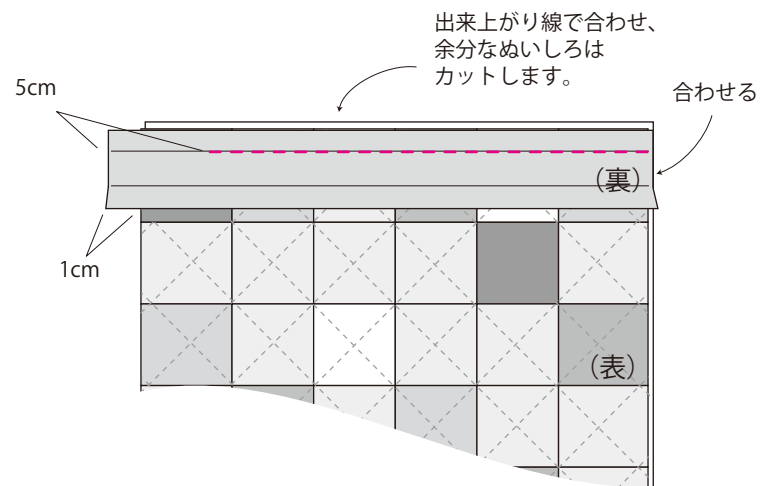 出来上がり線で合わせ、
余分なぬいしろは
カットします。
5cm
合わせる
（裏）
1cm
（表）